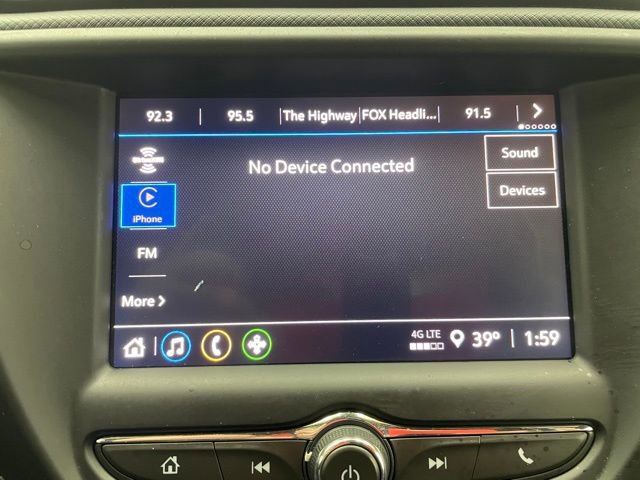 92.3 95.5 The Highway FOX Headli... 91.5
No Device Connected
Sound
Devices
iPhone
FM
More
4G LTE 39° 1:59